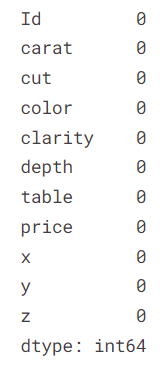 Id 0
carat 0
cut 0
color 0
clarity 0
depth 0
table 0
price 0
x 0
y 0
z 0
dtype: int64